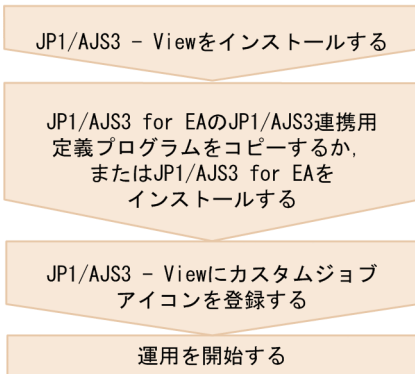 JP1/AJS3 - Viewをインストールする
JP1/AJS3 for EAのJP1/AJS3連携用
定義プログラムをコピーするか,
またはJP1/AJS3 for EAを
インストールする
JP1/AJS3 - Viewにカスタムジョブ
アイコンを登録する
運用を開始する